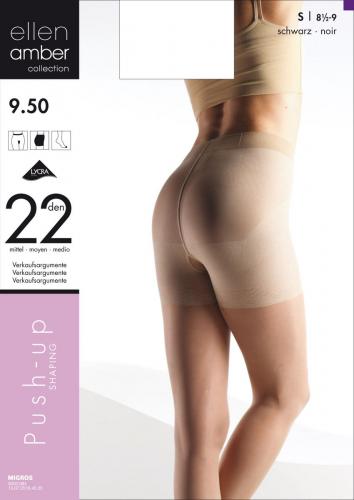 ellen
amber
collection
S | 8½-9
schwarz · noir
9.50
LYCRA
22 den
mittel · moyen · medio
Verkaufsargumente
Verkaufsargumente
Verkaufsargumente
Push-up
SHAPING
MIGROS